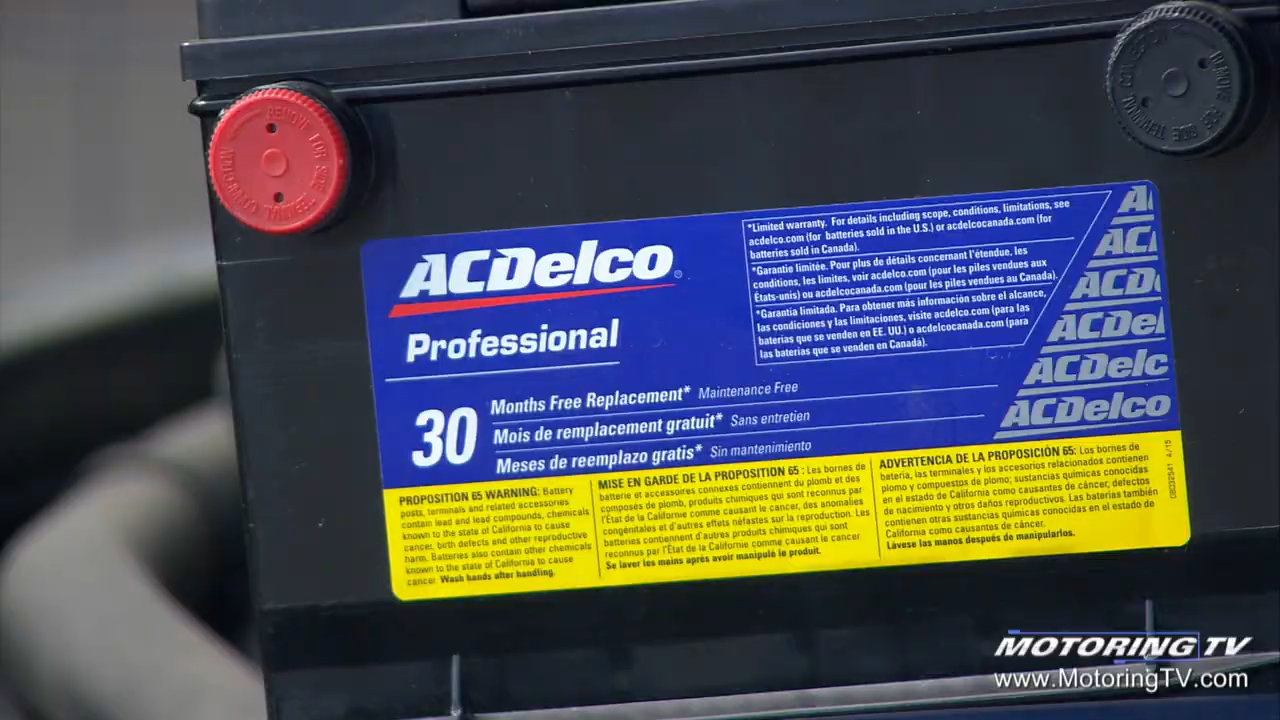 REMOVE FOR SIDE
TERMINAL CONNECTION
REMOVE FOR SIDE
TERMINAL CONNECTION
ACDelco®
Professional
30
Months Free Replacement* Maintenance Free
Mois de remplacement gratuit* Sans entretien
Meses de reemplazo gratis* Sin mantenimiento
*Limited warranty. For details including scope, conditions, limitations, see
acdelco.com (for batteries sold in the U.S.) or acdelcocanada.com (for
batteries sold in Canada).
*Garantie limitée. Pour plus de détails concernant l'étendue, les
conditions, les limites, voir acdelco.com (pour les piles vendues aux
États-unis) ou acdelcocanada.com (pour les piles vendues au Canada).
*Garantia limitada. Para obtener más información sobre el alcance,
las condiciones y las limitaciones, visite acdelco.com (para las
baterías que se venden en EE. UU.) o acdelcocanada.com (para
las baterías que se venden en Canadá).
A
AC
ACD
ACDel
ACDelc
ACDelco
PROPOSITION 65 WARNING: Battery
posts, terminals and related accessories
contain lead and lead compounds, chemicals
known to the state of California to cause
cancer, birth defects and other reproductive
harm. Batteries also contain other chemicals
known to the state of California to cause
cancer. Wash hands after handling.
MISE EN GARDE DE LA PROPOSITION 65 : Les bornes de
batterie et accessoires connexes contiennent du plomb et des
composés de plomb, produits chimiques qui sont reconnus par
l'État de la Californie comme causant le cancer, des anomalies
congénitales et d'autres effets néfastes sur la reproduction. Les
batteries contiennent d'autres produits chimiques qui sont
reconnus par l'État de la Californie comme causant le cancer
Se laver les mains après avoir manipulé le produit.
ADVERTENCIA DE LA PROPOSICIÓN 65: Los bornes de
batería, las terminales y los accesorios relacionados contienen
plomo y compuestos de plomo; sustancias químicas conocidas
en el estado de California como causantes de cáncer, defectos
de nacimiento y otros daños reproductivos. Las baterías también
contienen otras sustancias químicas conocidas en el estado de
California como causantes de cáncer.
Lávese las manos después de manipularlos.
MOTORING TV
www.MotoringTV.com